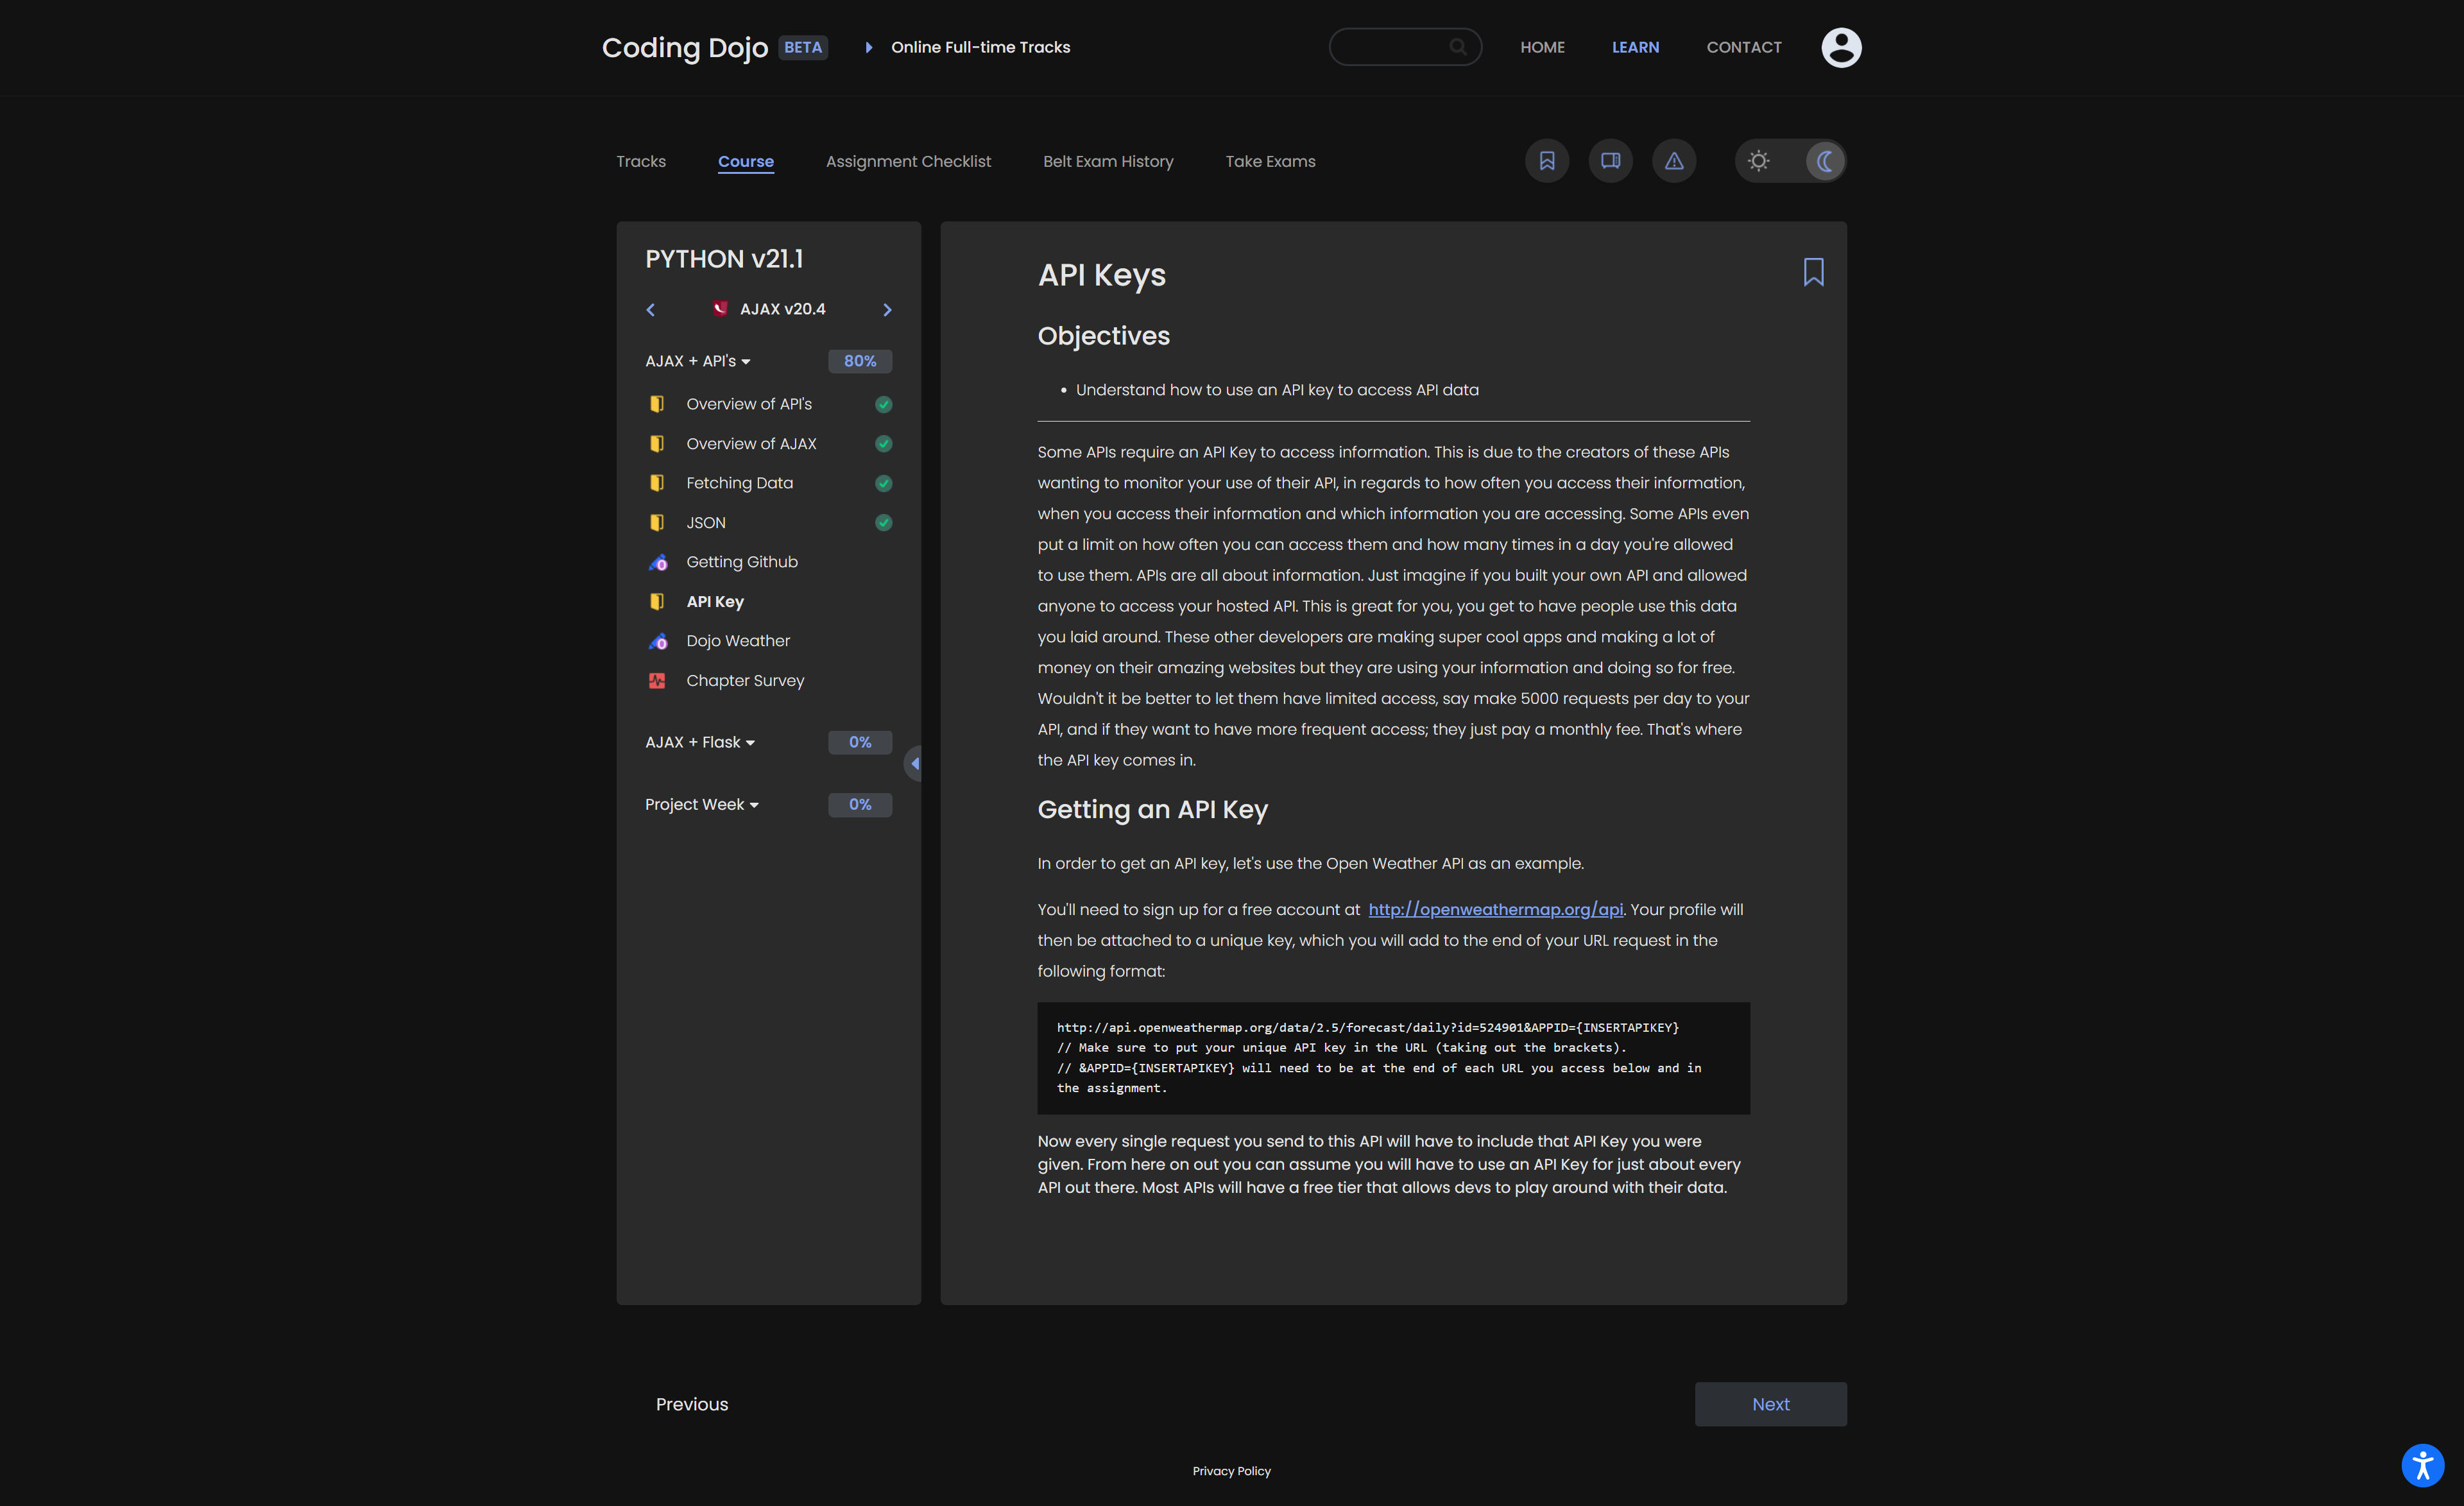 Coding Dojo BETA Online Full-time Tracks HOME LEARN CONTACT
Tracks Course Assignment Checklist Belt Exam History Take Exams
PYTHON v21.1
AJAX v20.4
AJAX + API's 80%
Overview of API's
Overview of AJAX
Fetching Data
JSON
Getting Github
API Key
Dojo Weather
Chapter Survey
AJAX + Flask 0%
Project Week 0%
API Keys
Objectives
• Understand how to use an API key to access API data
Some APIs require an API Key to access information. This is due to the creators of these APIs
wanting to monitor your use of their API, in regards to how often you access their information,
when you access their information and which information you are accessing. Some APIs even
put a limit on how often you can access them and how many times in a day you're allowed
to use them. APIs are all about information. Just imagine if you built your own API and allowed
anyone to access your hosted API. This is great for you, you get to have people use this data
you laid around. These other developers are making super cool apps and making a lot of
money on their amazing websites but they are using your information and doing so for free.
Wouldn't it be better to let them have limited access, say make 5000 requests per day to your
API, and if they want to have more frequent access; they just pay a monthly fee. That's where
the API key comes in.
Getting an API Key
In order to get an API key, let's use the Open Weather API as an example.
You'll need to sign up for a free account at http://openweathermap.org/api. Your profile will
then be attached to a unique key, which you will add to the end of your URL request in the
following format:
http://api.openweathermap.org/data/2.5/forecast/daily?id=524901&APPID={INSERTAPIKEY}
// Make sure to put your unique API key in the URL (taking out the brackets).
// &APPID={INSERTAPIKEY} will need to be at the end of each URL you access below and in
the assignment.
Now every single request you send to this API will have to include that API Key you were
given. From here on out you can assume you will have to use an API Key for just about every
API out there. Most APIs will have a free tier that allows devs to play around with their data.
Previous
Next
Privacy Policy